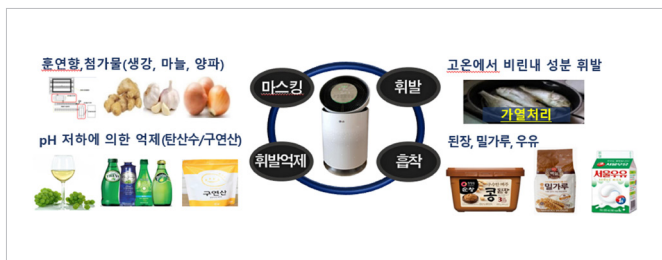 훈연향,첨가물(생강, 마늘, 양파)
마스킹
휘발
고온에서 비린내 성분 휘발
가열처리
pH 저하에 의한 억제(탄산수/구연산)
휘발억제
흡착
된장, 밀가루, 우유
구연산
콩된장
밀가루
서울우유